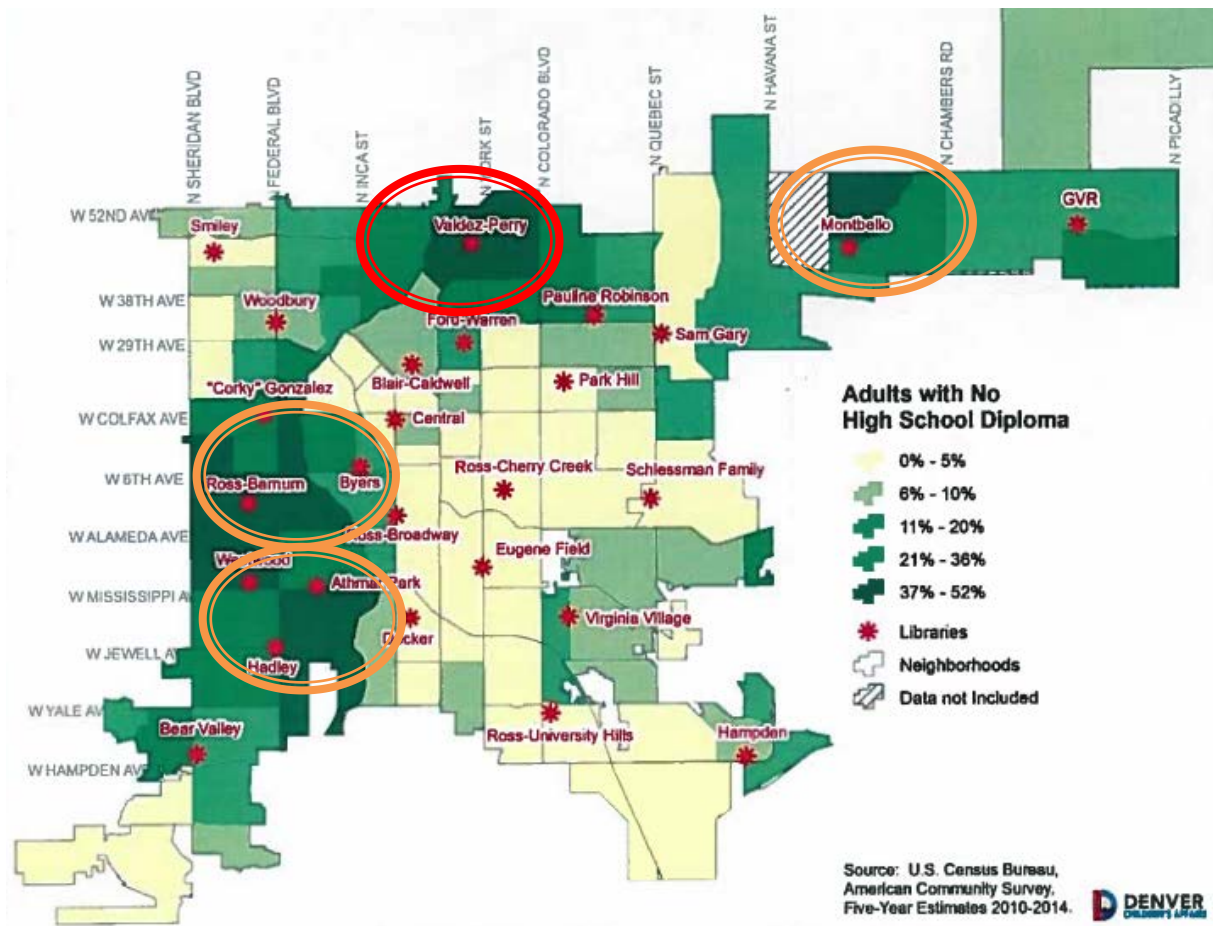 N SHERIDAN BLVD
N FEDERAL BLVD
N INCA ST
ORK ST
N COLORADO BLVD
N QUEBEC ST
N HAVANA ST
N CHAMBERS RD
N PICADILLY
W 52ND AVE
Smiley
Valdez-Perry
Montbello
GVR
W 38TH AVE
Woodbury
Pauline Robinson
Ford-Warren
Sam Gary
W 29TH AVE
Blair-Caldwell
Park Hill
"Corky" Gonzalez
W COLFAX AVE
Central
W 6TH AVE
Ross-Barnum
Byers
Ross-Cherry Creek
Schlessman Family
W ALAMEDA AVE
Ross-Broadway
Eugene Field
Athmar Park
W MISSISSIPPI A
Decker
Virginia Village
W JEWELL AV
Hadley
W YALE AV
Bear Valley
Ross-University Hills
Hampden
W HAMPDEN AVE
Adults with No
High School Diploma
0% - 5%
6% - 10%
11% - 20%
21% - 36%
37% - 52%
Libraries
Neighborhoods
Data not Included
Source: U.S. Census Bureau,
American Community Survey,
Five-Year Estimates 2010-2014.
DENVER
CHILDREN'S AFFAIRS